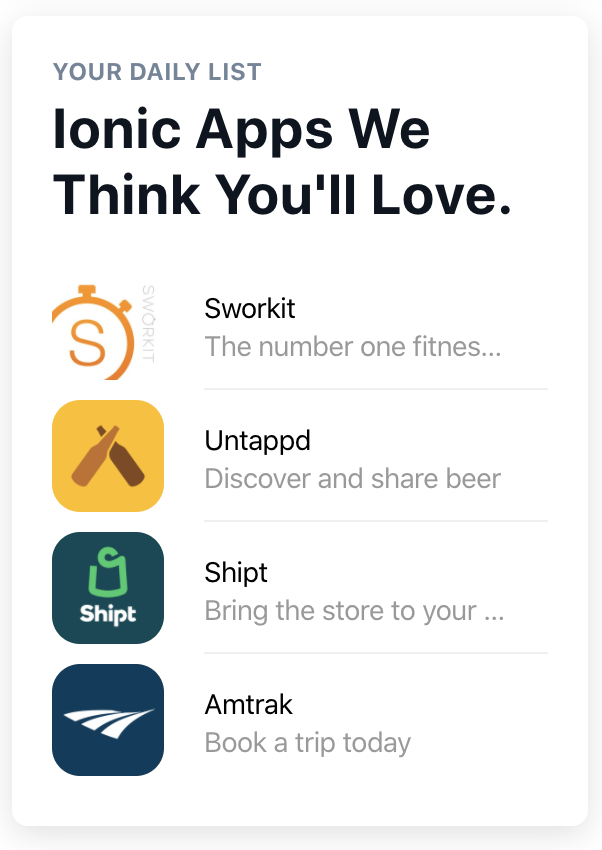 YOUR DAILY LIST
Ionic Apps We
Think You'll Love.
S
SWORKIT
Sworkit
The number one fitnes...
Untappd
Discover and share beer
Shipt
Shipt
Bring the store to your ...
Amtrak
Book a trip today